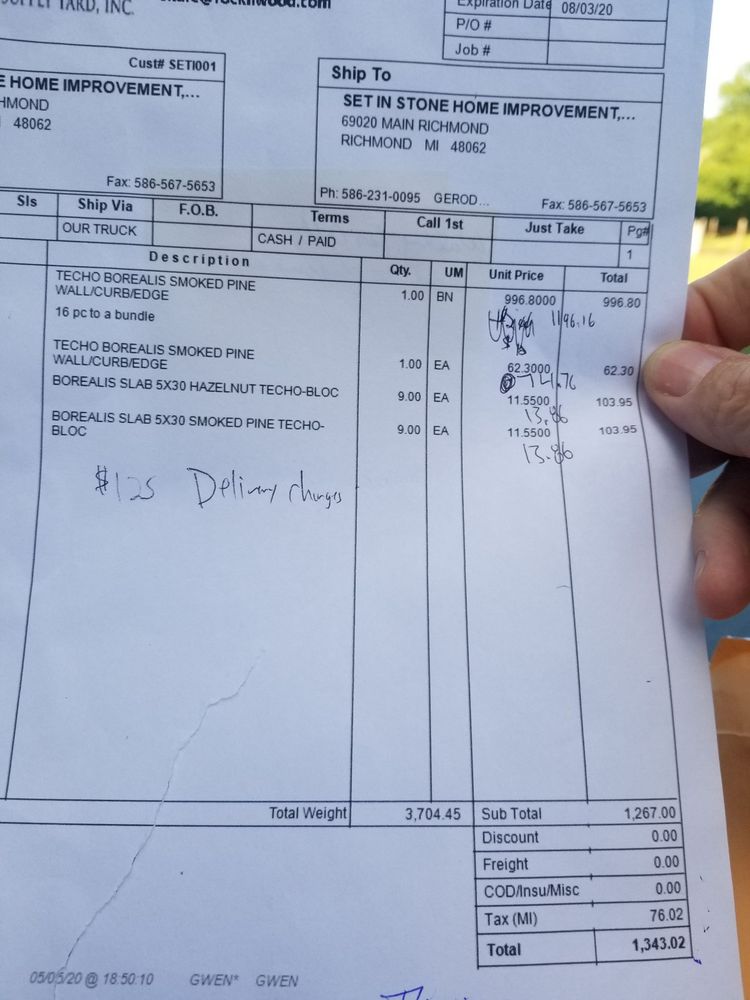 YARD, INC.
Expiration Date 08/03/20
P/O #
Job #
Cust# SETI001
E HOME IMPROVEMENT,...
HMOND
48062
Fax: 586-567-5653
Ship To
SET IN STONE HOME IMPROVEMENT,...
69020 MAIN RICHMOND
RICHMOND MI 48062
Ph: 586-231-0095 GEROD... Fax: 586-567-5653
Sls Ship Via F.O.B. Terms Call 1st Just Take Pg#
OUR TRUCK CASH / PAID 1
Description Qty. UM Unit Price Total
TECHO BOREALIS SMOKED PINE
WALL/CURB/EDGE 1.00 BN 996.8000 996.80
16 pc to a bundle 1196.16
TECHO BOREALIS SMOKED PINE
WALL/CURB/EDGE 1.00 EA 62.3000 62.30
74.76
BOREALIS SLAB 5X30 HAZELNUT TECHO-BLOC 9.00 EA 11.5500 103.95
13.86
BOREALIS SLAB 5X30 SMOKED PINE TECHO-
BLOC 9.00 EA 11.5500 103.95
13.86
$125 Delivery charges
Total Weight 3,704.45 Sub Total 1,267.00
Discount 0.00
Freight 0.00
COD/Insu/Misc 0.00
Tax (MI) 76.02
Total 1,343.02
05/05/20 @ 18:50:10 GWEN* GWEN